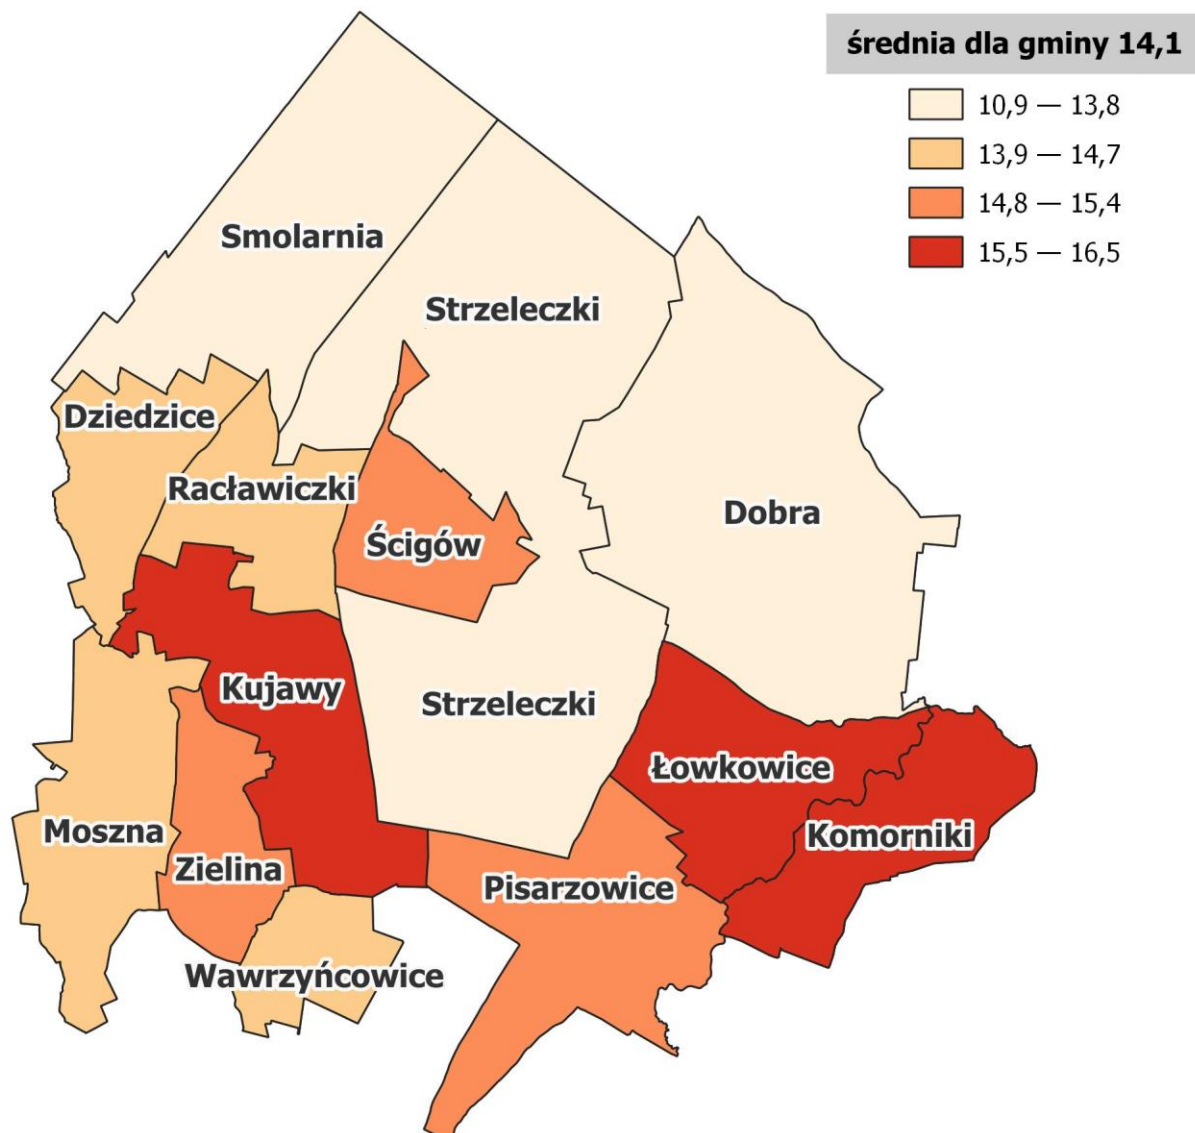 średnia dla gminy 14,1
10,9 — 13,8
13,9 — 14,7
14,8 — 15,4
15,5 — 16,5
Smolarnia
Strzeleczki
Dziedzice
Racławiczki
Dobra
Ścigów
Kujawy
Strzeleczki
Łowkowice
Moszna
Komorniki
Zielina
Pisarzowice
Wawrzyńcowice